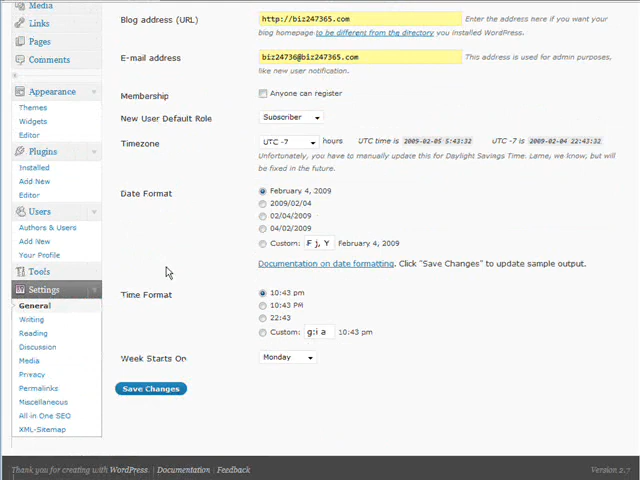 Media
Links
Pages
Comments
Appearance
Themes
Widgets
Editor
Plugins
Installed
Add New
Editor
Users
Authors & Users
Add New
Your Profile
Tools
Settings
General
Writing
Reading
Discussion
Media
Privacy
Permalinks
Miscellaneous
All in One SEO
XML-Sitemap
Blog address (URL) http://biz247365.com Enter the address here if you want your
blog homepage to be different from the directory you installed WordPress.
E-mail address biz24736@biz247365.com This address is used for admin purposes,
like new user notification.
Membership Anyone can register
New User Default Role Subscriber
Timezone UTC -7 hours UTC time is 2009-02-05 5:43:32 UTC -7 is 2009-02-04 22:43:32
Unfortunately, you have to manually update this for Daylight Savings Time. Lame, we know, but will
be fixed in the future.
Date Format February 4, 2009
2009/02/04
02/04/2009
04/02/2009
Custom: F j, Y February 4, 2009
Documentation on date formatting. Click "Save Changes" to update sample output.
Time Format 10:43 pm
10:43 PM
22:43
Custom: g:i a 10:43 pm
Week Starts On Monday
Save Changes
Thank you for creating with WordPress. | Documentation | Feedback Version 2.7